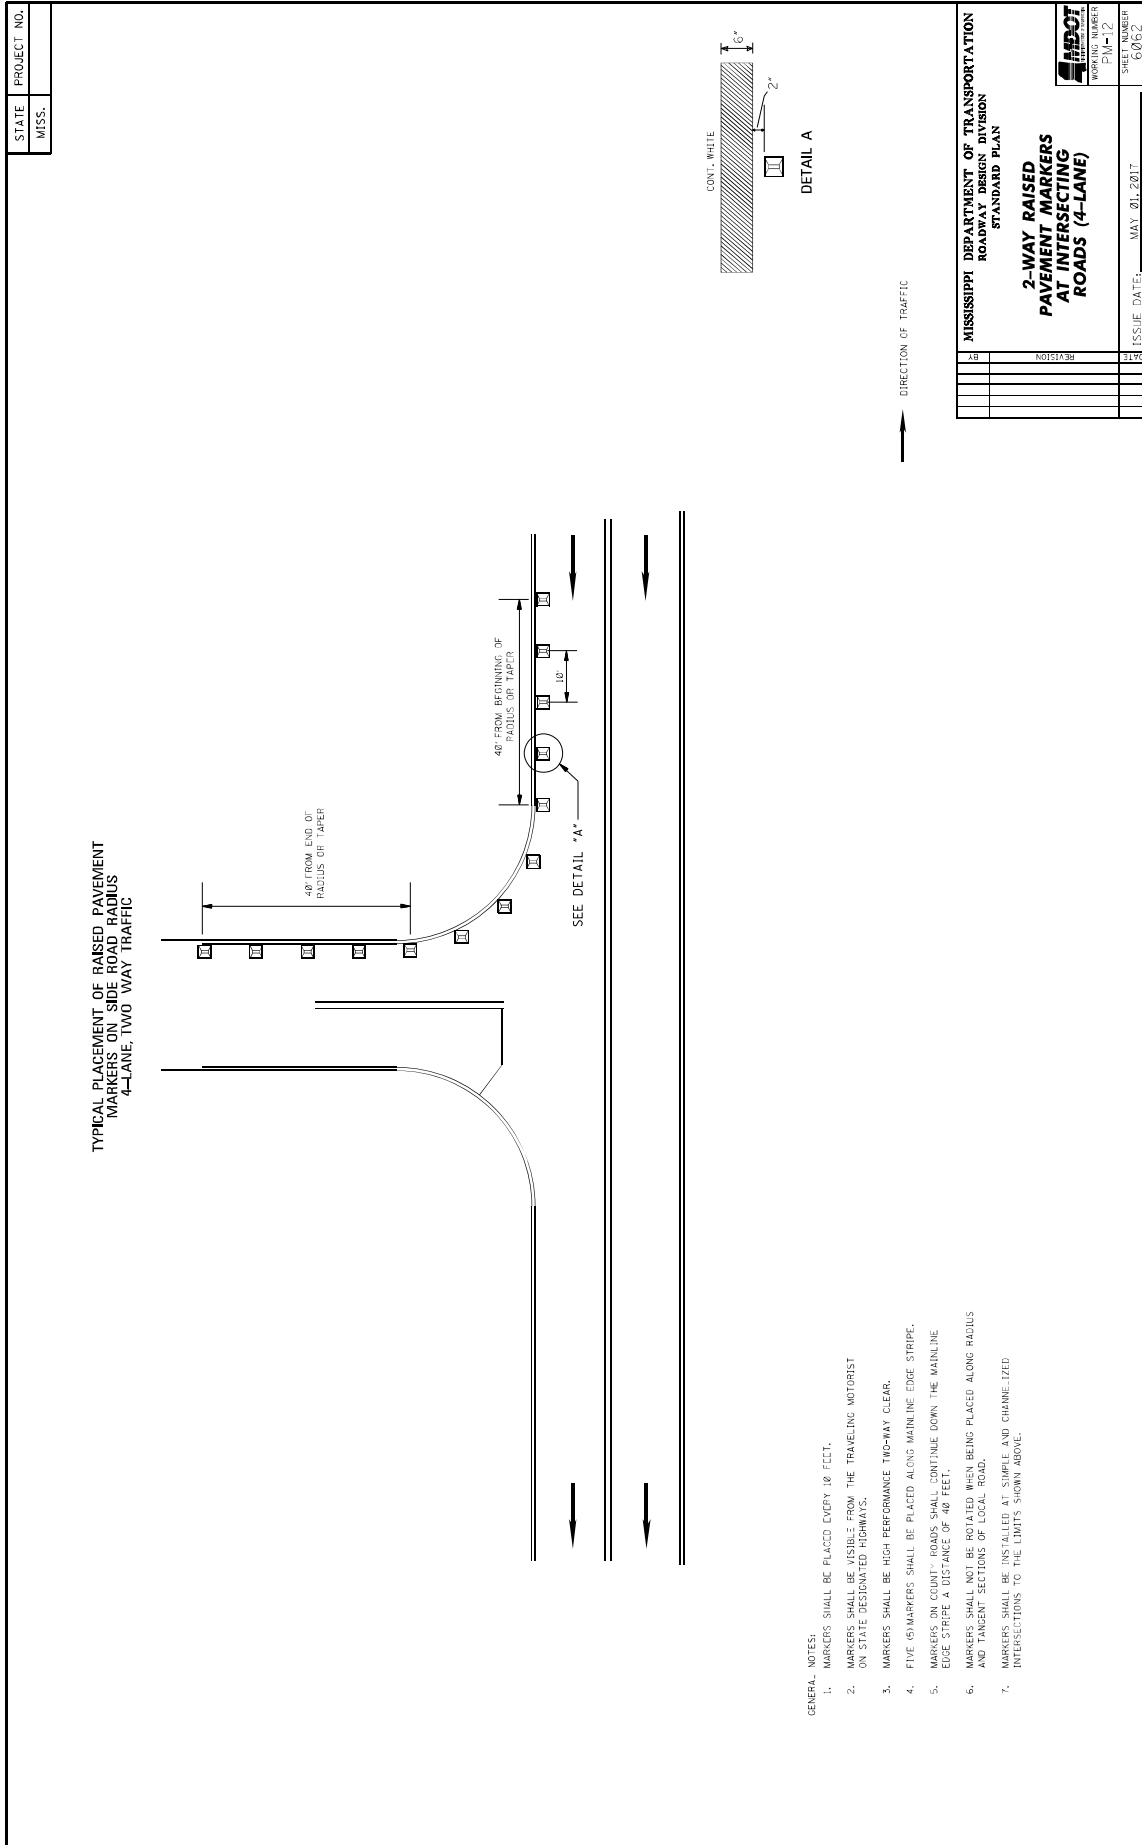 STATE
PROJECT NO.
MISS.
TYPICAL PLACEMENT OF RAISED PAVEMENT
MARKERS ON SIDE ROAD RADIUS
4-LANE, TWO WAY TRAFFIC
40' FROM END OF
RADIUS OR TAPER
40' FROM BEGINNING OF
RADIUS OR TAPER
10'
SEE DETAIL "A"
CONT. WHITE
6"
2"
DETAIL A
DIRECTION OF TRAFFIC
GENERAL NOTES:
1. MARKERS SHALL BE PLACED EVERY 10 FEET.
2. MARKERS SHALL BE VISIBLE FROM THE TRAVELING MOTORIST
ON STATE DESIGNATED HIGHWAYS.
3. MARKERS SHALL BE HIGH PERFORMANCE TWO-WAY CLEAR.
4. FIVE (5) MARKERS SHALL BE PLACED ALONG MAINLINE EDGE STRIPE.
5. MARKERS ON COUNTY ROADS SHALL CONTINUE DOWN THE MAINLINE
EDGE STRIPE A DISTANCE OF 40 FEET.
6. MARKERS SHALL NOT BE ROTATED WHEN BEING PLACED ALONG RADIUS
AND TANGENT SECTIONS OF LOCAL ROAD.
7. MARKERS SHALL BE INSTALLED AT SIMPLE AND CHANNELIZED
INTERSECTIONS TO THE LIMITS SHOWN ABOVE.
BY
REVISION
DATE
MISSISSIPPI DEPARTMENT OF TRANSPORTATION
ROADWAY DESIGN DIVISION
STANDARD PLAN
2-WAY RAISED
PAVEMENT MARKERS
AT INTERSECTING
ROADS (4-LANE)
MDOT
WORKING NUMBER
PM-12
SHEET NUMBER
6062
ISSUE DATE: MAY 01, 2017